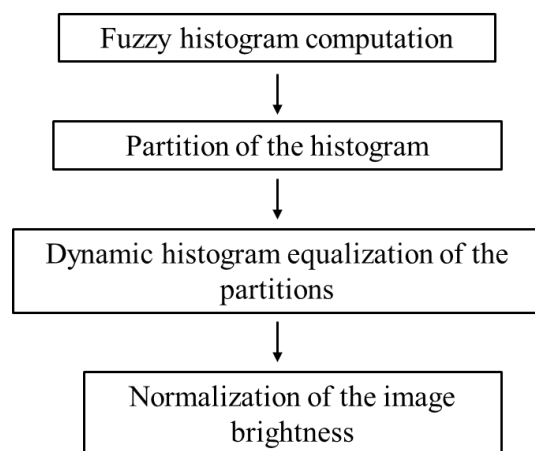 Fuzzy histogram computation
Partition of the histogram
Dynamic histogram equalization of the
partitions
Normalization of the image
brightness